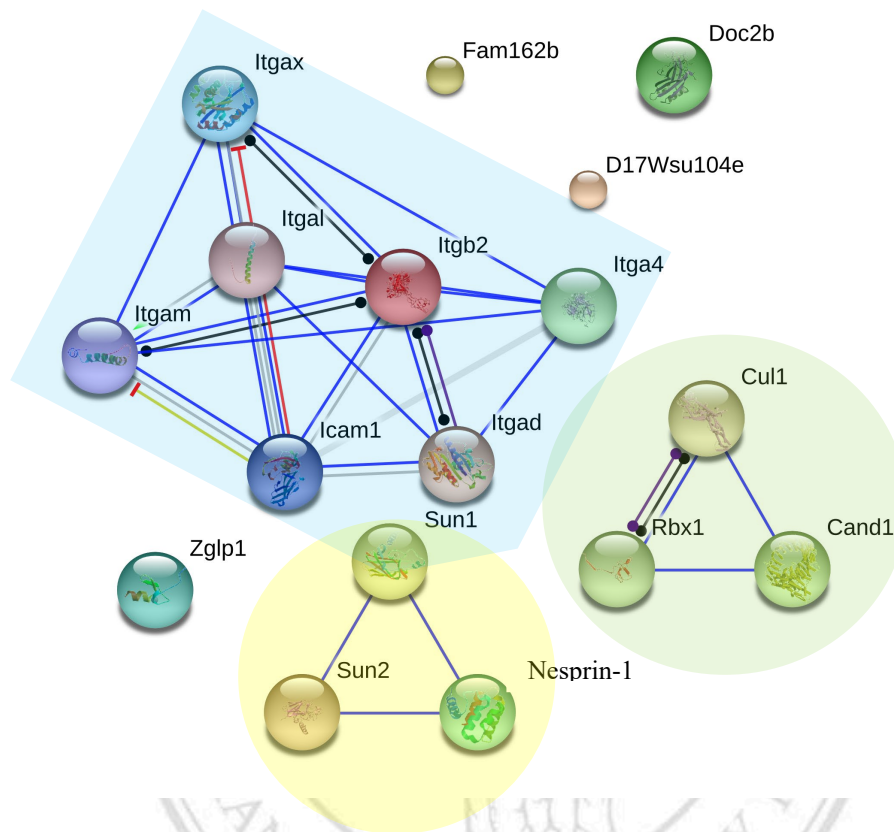 Itgax
Fam162b
Doc2b
D17Wsu104e
Itgal
Itgb2
Itga4
Itgam
Cul1
Icam1
Itgad
Sun1
Rbx1
Cand1
Zglp1
Sun2
Nesprin-1